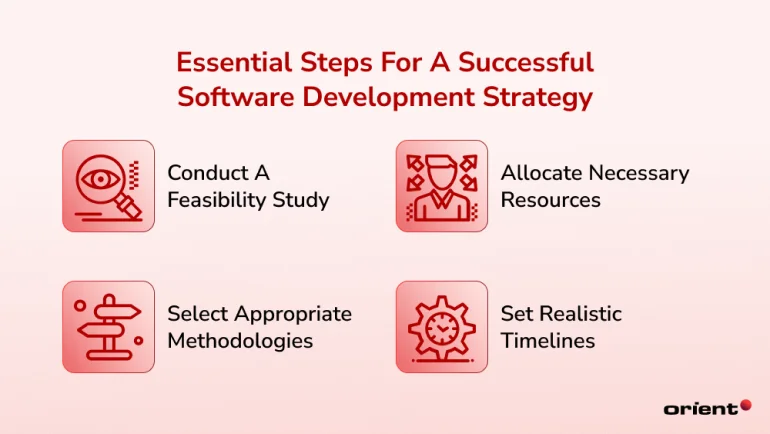 Essential Steps For A Successful
Software Development Strategy
Conduct A
Feasibility Study
Allocate Necessary
Resources
Select Appropriate
Methodologies
Set Realistic
Timelines
orient